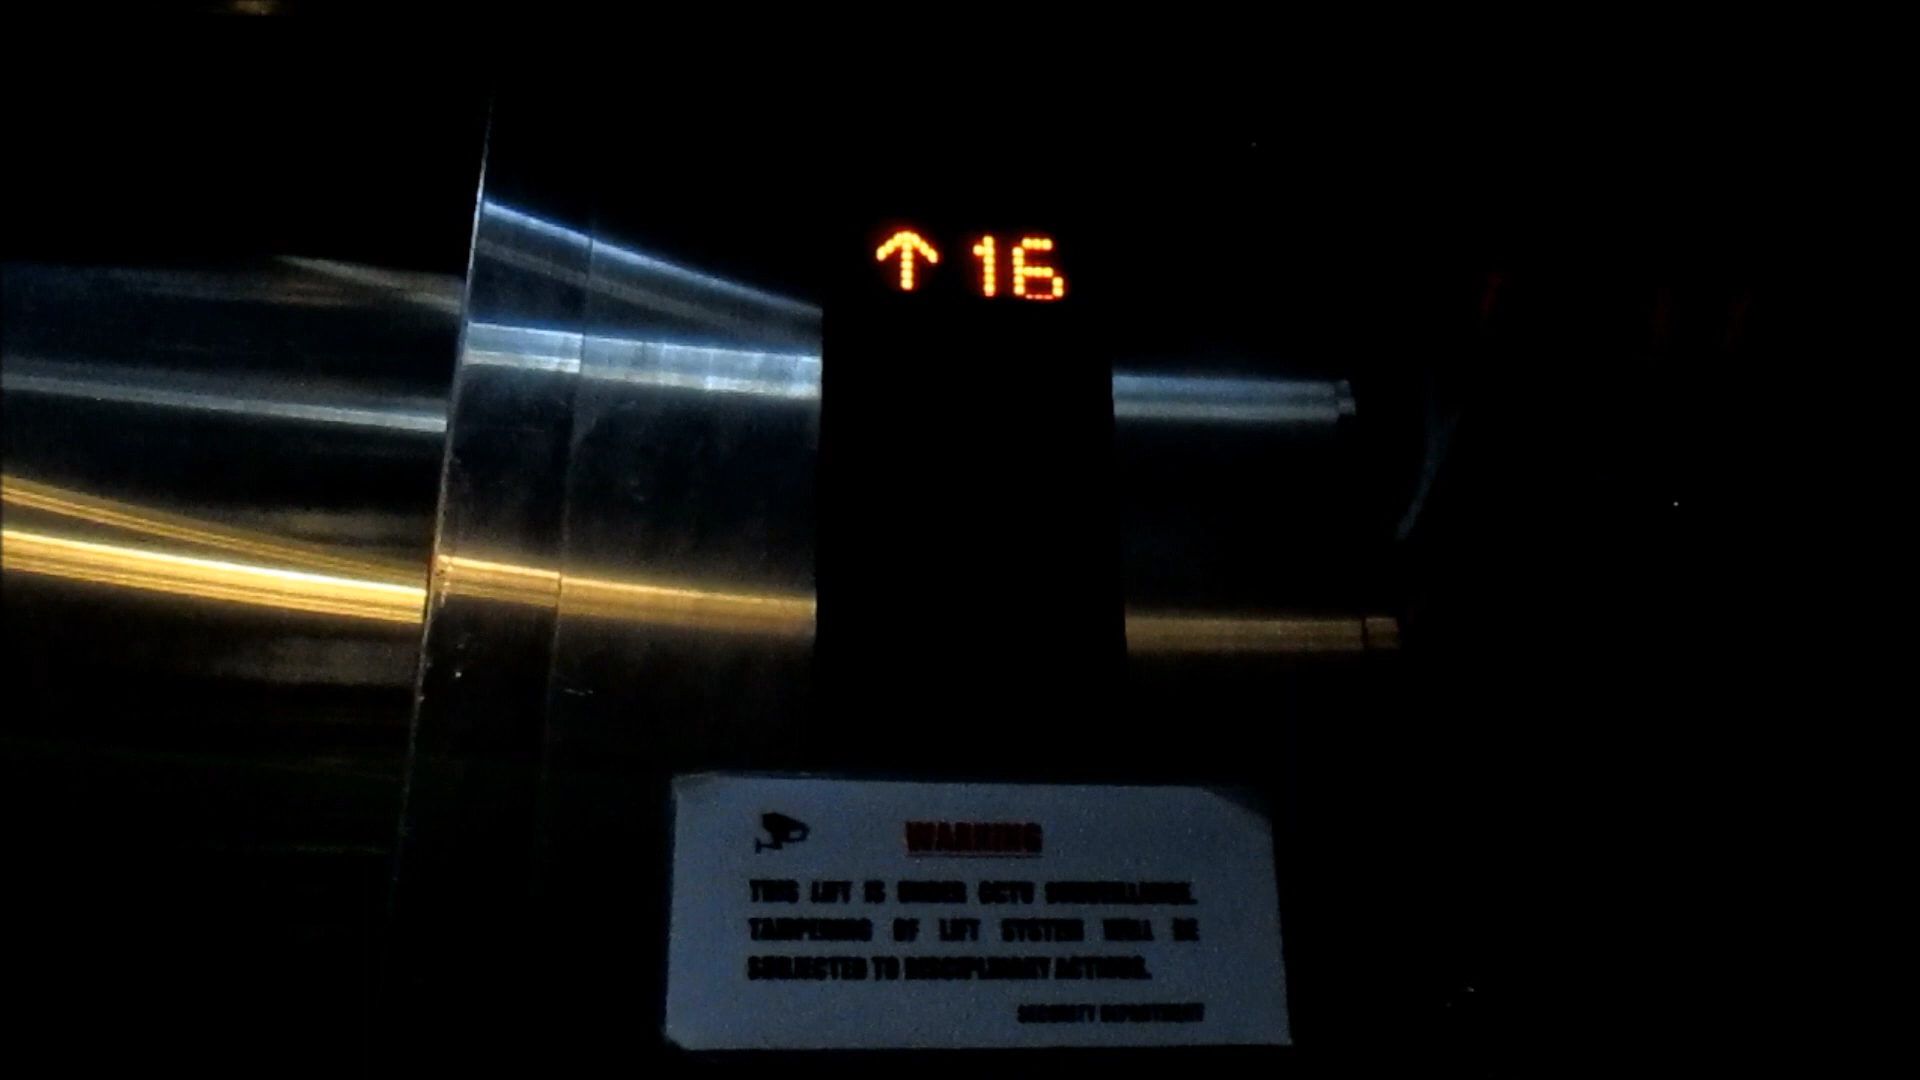 ↑ 16
WARNING
THIS LIFT IS UNDER CCTV SURVEILLANCE.
TAMPERING OF LIFT SYSTEM WILL BE
SUBJECTED TO DISCIPLINARY ACTIONS.
SECURITY DEPARTMENT